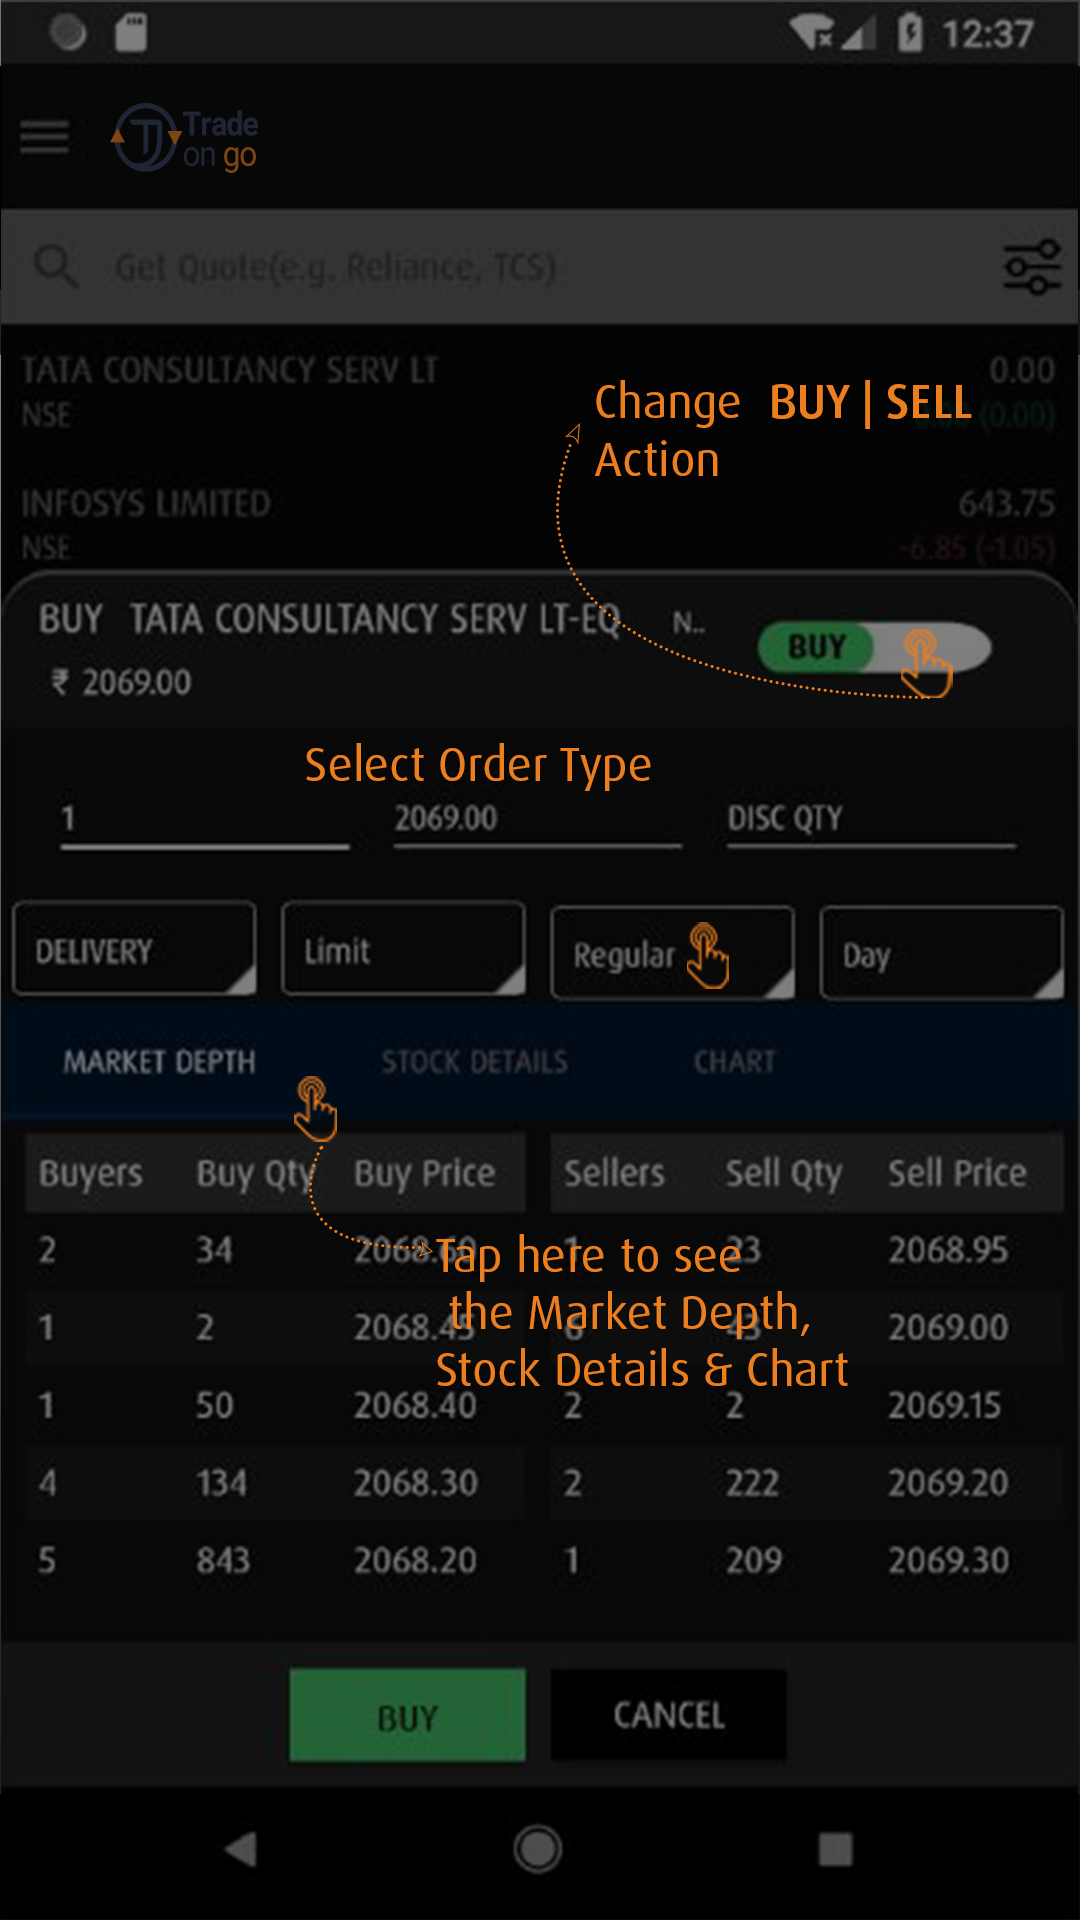 12:37
Trade
on go
Get Quote(e.g. Reliance, TCS)
TATA CONSULTANCY SERV LT 0.00
NSE (0.00)
Change BUY | SELL
Action
INFOSYS LIMITED 643.75
NSE -6.85 (-1.05)
BUY TATA CONSULTANCY SERV LT-EQ N..
BUY
₹ 2069.00
Select Order Type
1 2069.00 DISC QTY
DELIVERY Limit Regular Day
MARKET DEPTH STOCK DETAILS CHART
Buyers Buy Qty Buy Price Sellers Sell Qty Sell Price
2 34 2068.60 1 23 2068.95
Tap here to see
the Market Depth,
Stock Details & Chart
1 2 2068.45 6 43 2069.00
1 50 2068.40 2 2 2069.15
4 134 2068.30 2 222 2069.20
5 843 2068.20 1 209 2069.30
BUY CANCEL